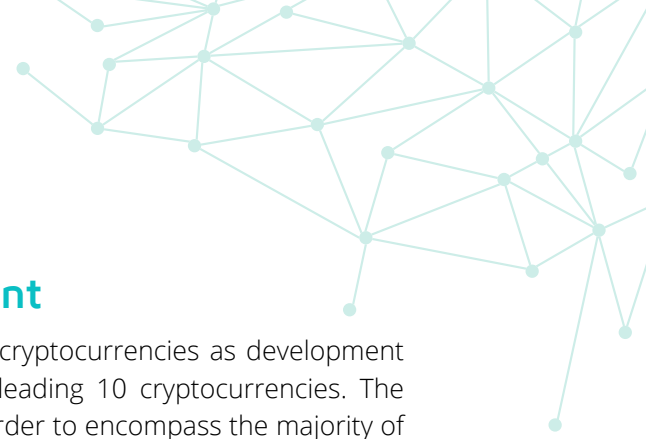 nt
cryptocurrencies as development
leading 10 cryptocurrencies. The
rder to encompass the majority of